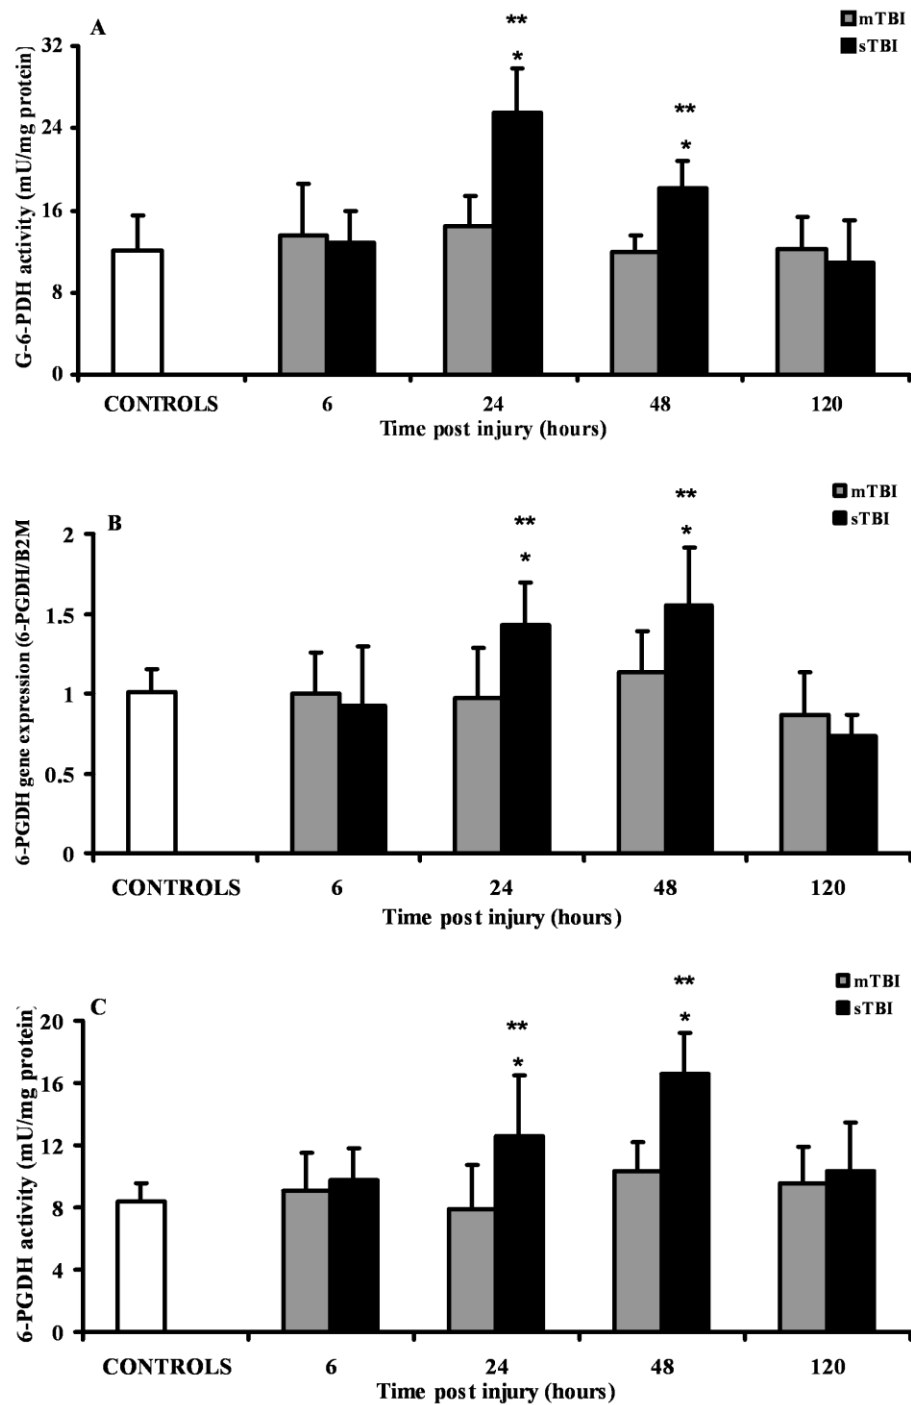 A
mTBI
sTBI
**
*
**
*
G-6-PDH activity (mU/mg protein)
32
24
16
8
0
CONTROLS 6 24 48 120
Time post injury (hours)
B
mTBI
sTBI
**
*
**
*
6-PGDH gene expression (6-PGDH/B2M
2
1.5
1
0.5
0
CONTROLS 6 24 48 120
Time post injury (hours)
C
mTBI
sTBI
**
*
**
*
6-PGDH activity (mU/mg protein)
20
16
12
8
4
0
CONTROLS 6 24 48 120
Time post injury (hours)